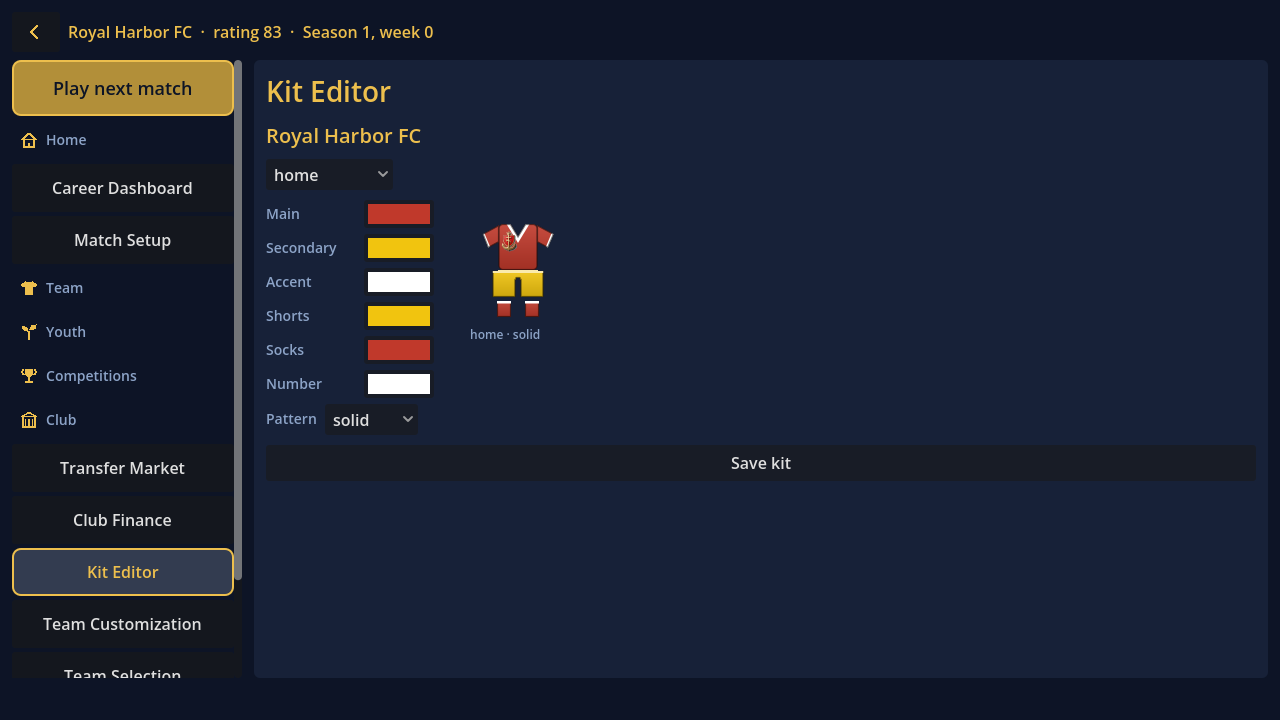 Royal Harbor FC · rating 83 · Season 1, week 0
Play next match
Home
Career Dashboard
Match Setup
Team
Youth
Competitions
Club
Transfer Market
Club Finance
Kit Editor
Team Customization
Team Selection
Kit Editor
Royal Harbor FC
home
Main
Secondary
Accent
Shorts
Socks
Number
Pattern solid
home · solid
Save kit